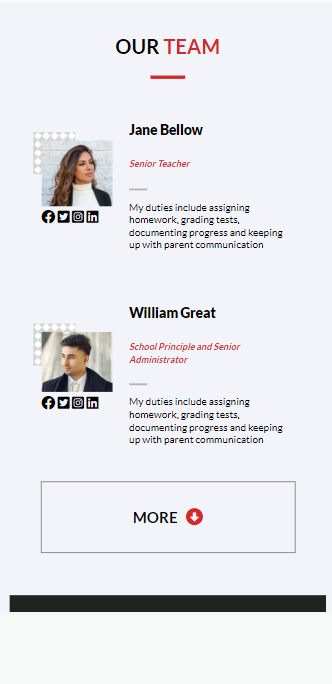 OUR TEAM
Jane Bellow
Senior Teacher
My duties include assigning
homework, grading tests,
documenting progress and keeping
up with parent communication
William Great
School Principle and Senior
Administrator
My duties include assigning
homework, grading tests,
documenting progress and keeping
up with parent communication
MORE